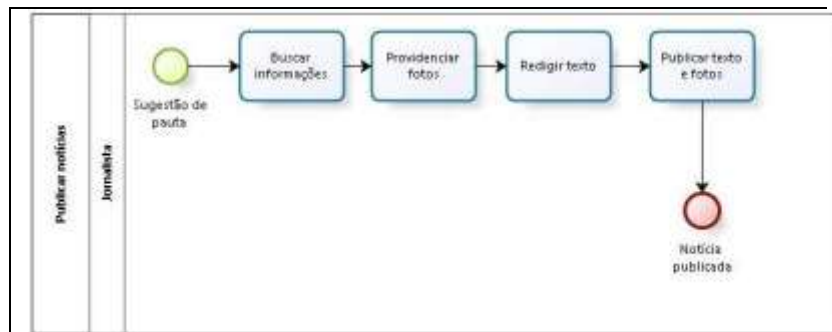 Publicar notícias
Jornalista
Sugestão de
pauta
Buscar
informações
Providenciar
fotos
Redigir texto
Publicar texto
e fotos
Notícia
publicada